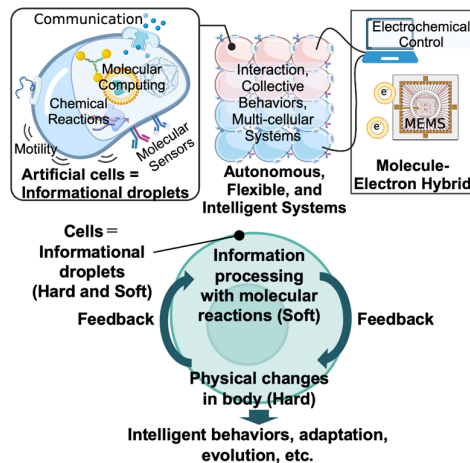 Communication
Molecular
Computing
Chemical
Reactions
Motility
Molecular
Sensors
Artificial cells =
Informational droplets
Interaction,
Collective
Behaviors,
Multi-cellular
Systems
Autonomous,
Flexible, and
Intelligent Systems
Electrochemical
Control
e-
e-
MEMS
Molecule-
Electron Hybrid
Cells =
Informational
droplets
(Hard and Soft)
Information
processing
with molecular
reactions (Soft)
Feedback
Feedback
Physical changes
in body (Hard)
Intelligent behaviors, adaptation,
evolution, etc.